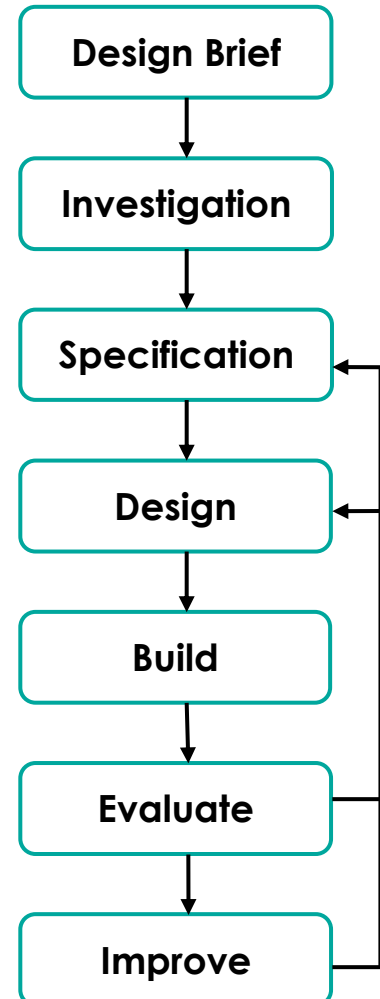 Design Brief
Investigation
Specification
Design
Build
Evaluate
Improve